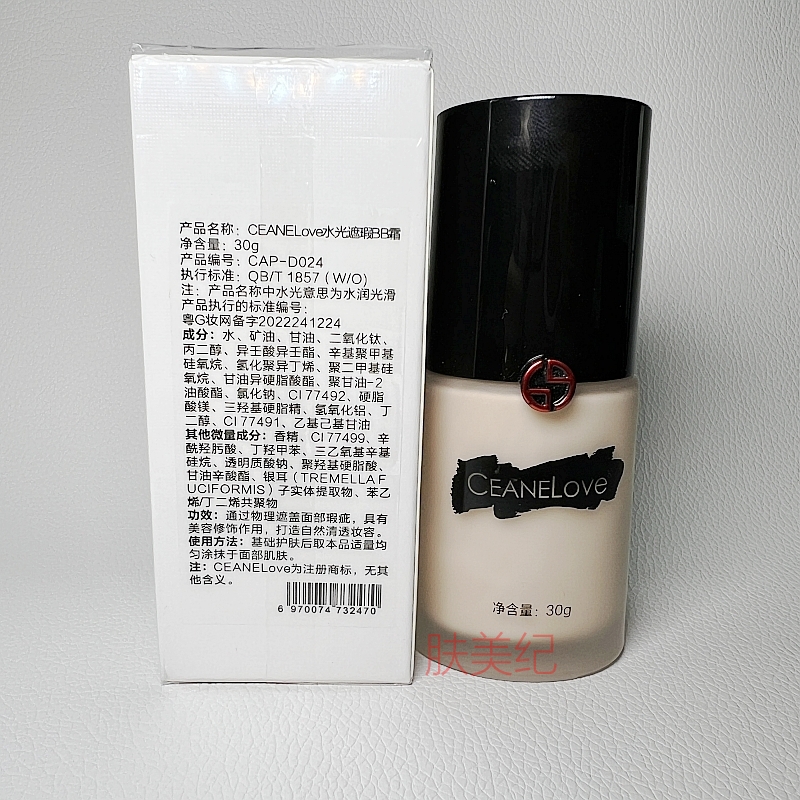 产品名称：CEANELove水光遮瑕BB霜
净含量：30g
产品编号：CAP-D024
执行标准：QB/T 1857 ( W/O )
注：产品名称中水光意思为水润光滑
产品执行的标准编号：
粤G妆网备字2022241224
成分：水、矿油、甘油、二氧化钛、
丙二醇、异壬酸异壬酯、辛基聚甲基
硅氧烷、氢化聚异丁烯、聚二甲基硅
氧烷、甘油异硬脂酸酯、聚甘油-2
油酸酯、氯化钠、CI 77492、硬脂
酸镁、三羟基硬脂精、氢氧化铝、丁
二醇、CI 77491、乙基己基甘油
其他微量成分：香精、CI 77499、辛
酰羟肟酸、丁羟甲苯、三乙氧基辛基
硅烷、透明质酸钠、聚羟基硬脂酸、
甘油辛酸酯、银耳（TREMELLA F
UCIFORMIS）子实体提取物、苯乙
烯/丁二烯共聚物
功效：通过物理遮盖面部瑕疵，具有
美容修饰作用，打造自然清透妆容。
使用方法：基础护肤后取本品适量均
匀涂抹于面部肌肤。
注：CEANELove为注册商标，无其
他含义。
6 970074 732470
CEANELove
净含量：30g
肤美纪